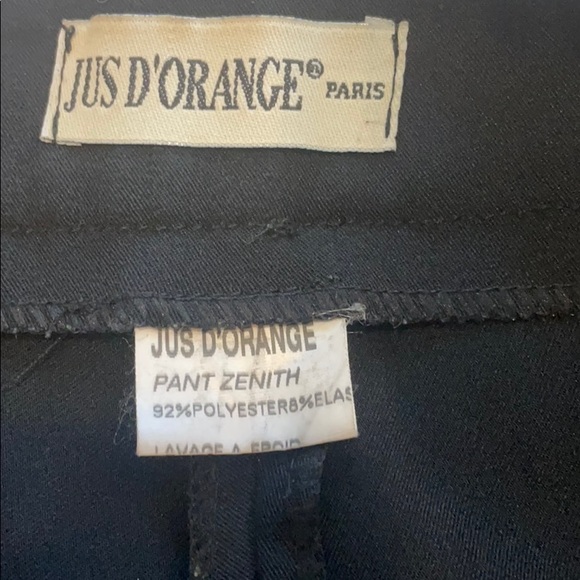 JUS D'ORANGE® PARIS
JUS D'ORANGE
PANT ZENITH
92%POLYESTER8%ELAS
LAVAGE A FROID